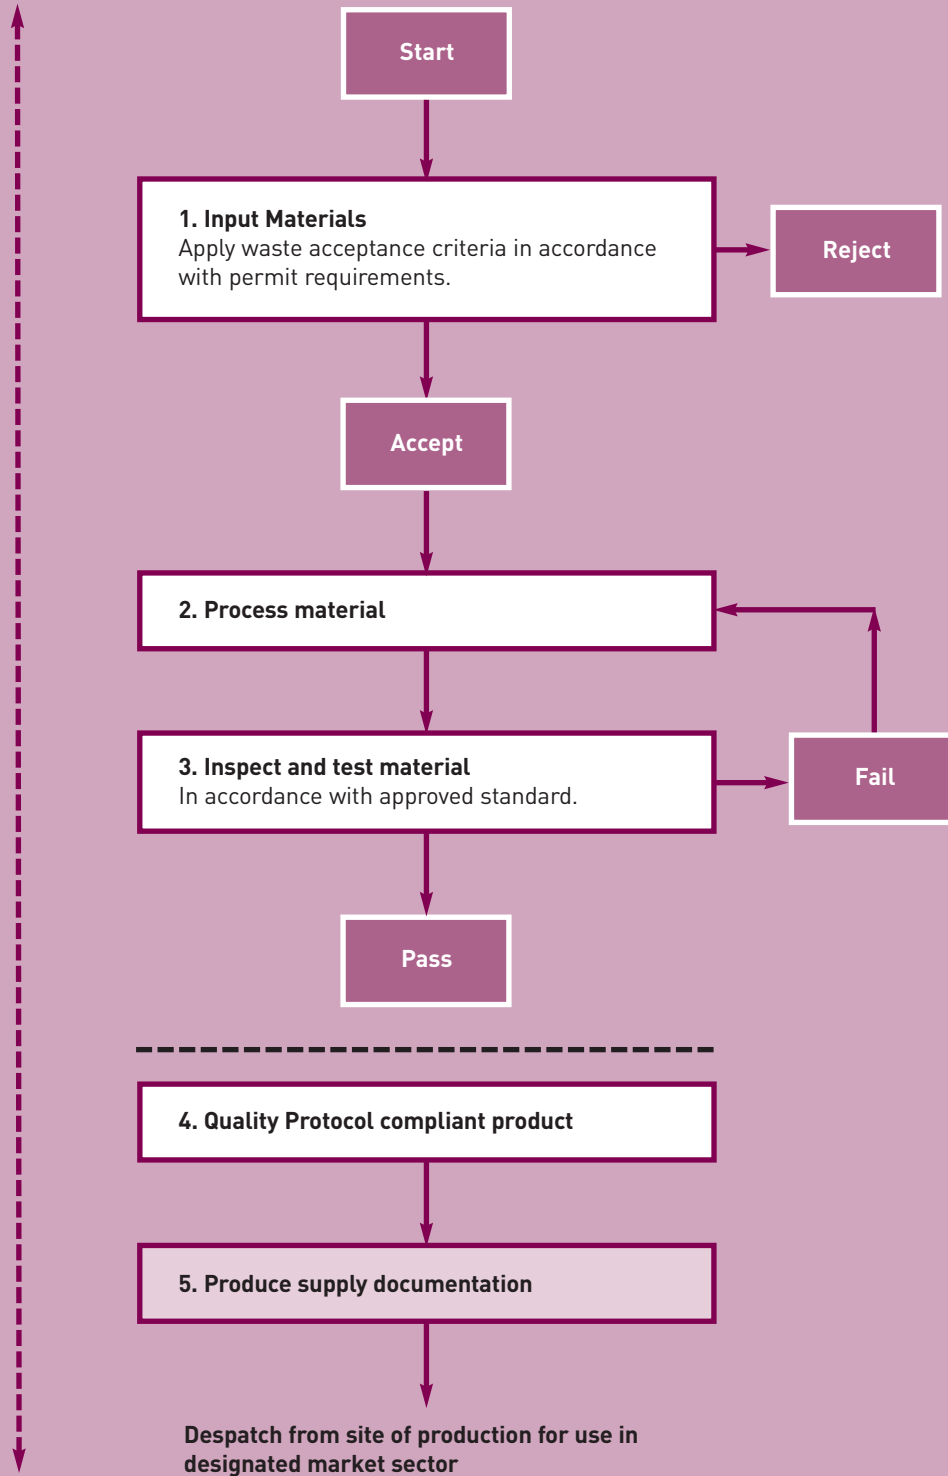 Start
1. Input Materials
Apply waste acceptance criteria in accordance
with permit requirements.
Reject
Accept
2. Process material
3. Inspect and test material
In accordance with approved standard.
Fail
Pass
4. Quality Protocol compliant product
5. Produce supply documentation
Despatch from site of production for use in
designated market sector